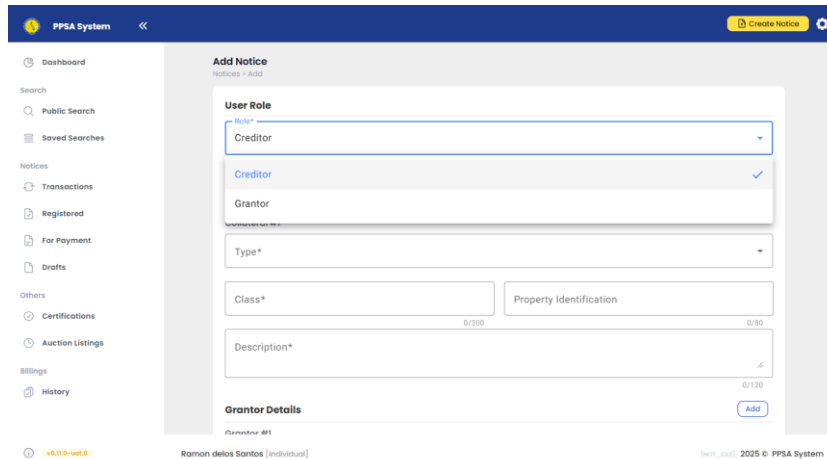 PPSA System
Create Notice
Dashboard
Search
Public Search
Saved Searches
Notices
Transactions
Registered
For Payment
Drafts
Others
Certifications
Auction Listings
Billings
History
v0.11.0-uat.0
Add Notice
Notices > Add
User Role
Role*
Creditor
Creditor
Grantor
Collateral #1
Type*
Class*
Property Identification
0/300
0/80
Description*
0/120
Grantor Details
Add
Grantor #1
Ramon delos Santos [Individual]
2025 © PPSA System